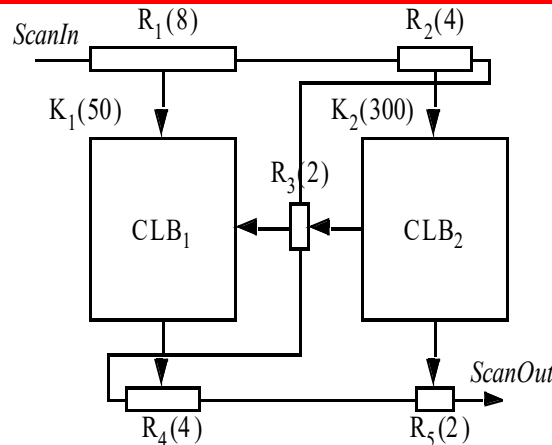 R₁(8)
R₂(4)
ScanIn
K₁(50)
K₂(300)
R₃(2)
CLB₁
CLB₂
ScanOut
R₄(4)
R₅(2)